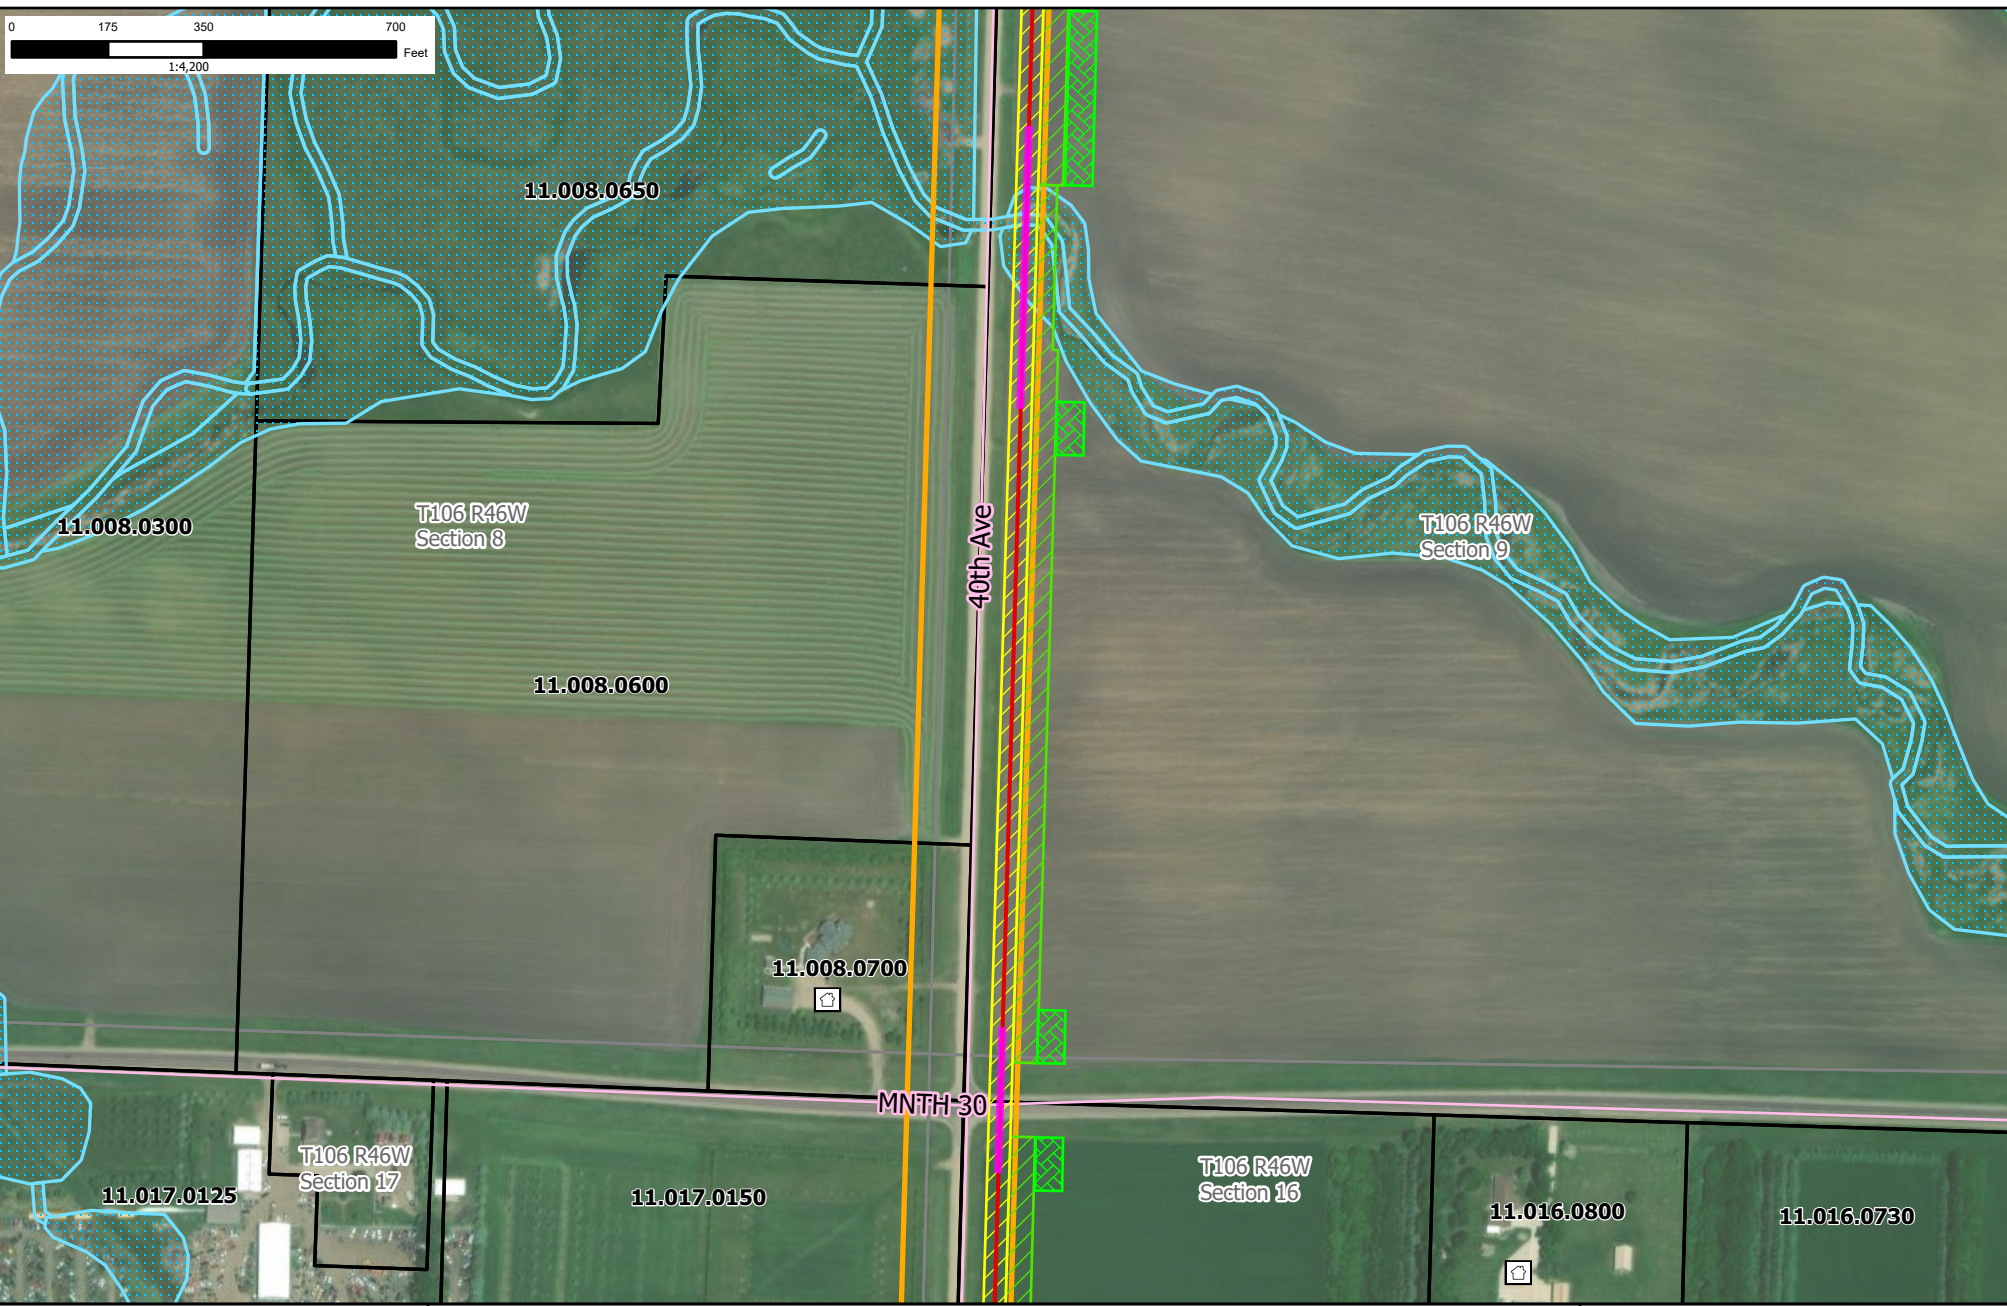 0 175 350 700
Feet
1:4,200
11.008.0650
T106 R46W
Section 8
11.008.0300
40th Ave
T106 R46W
Section 9
11.008.0600
11.008.0700
MNTH 30
T106 R46W
Section 17
11.017.0125
11.017.0150
T106 R46W
Section 16
11.016.0800
11.016.0730